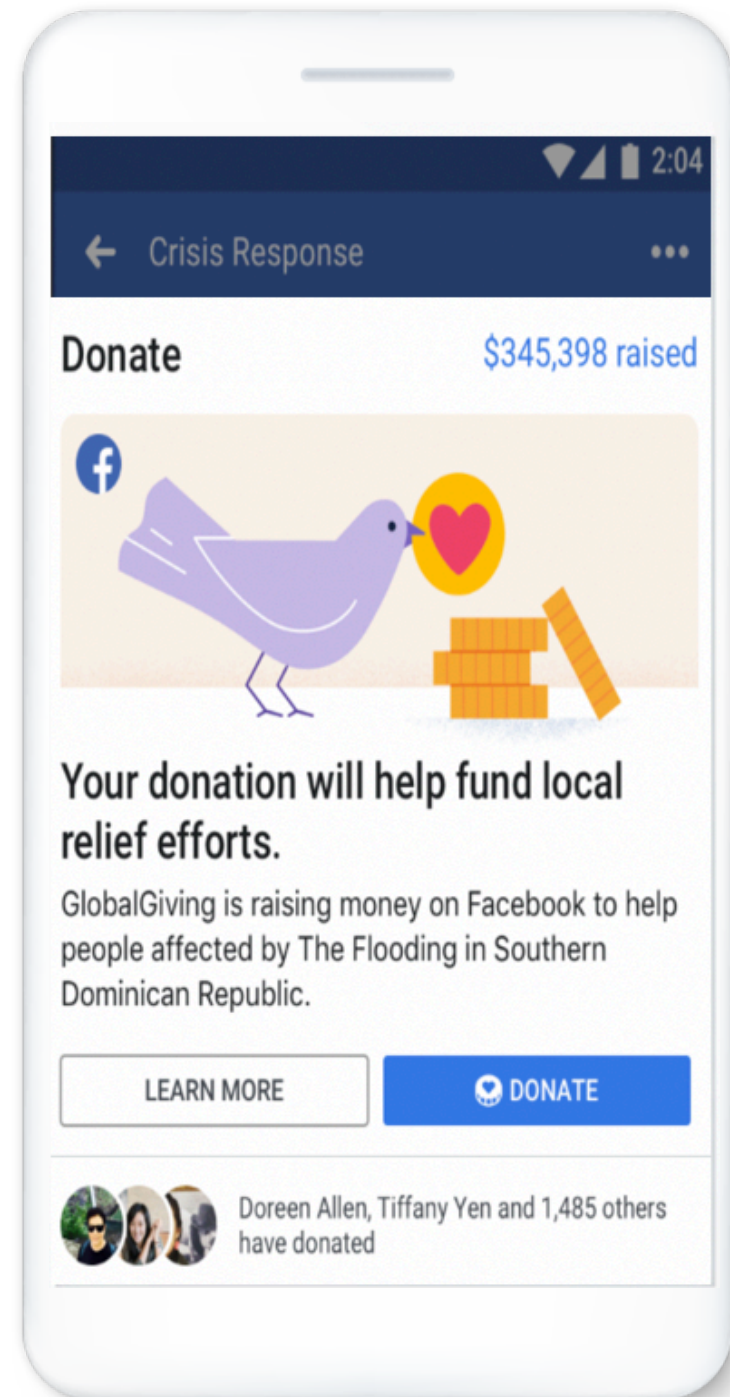 2:04
Crisis Response
Donate
$345,398 raised
f
Your donation will help fund local
relief efforts.
GlobalGiving is raising money on Facebook to help
people affected by The Flooding in Southern
Dominican Republic.
LEARN MORE
DONATE
Doreen Allen, Tiffany Yen and 1,485 others
have donated